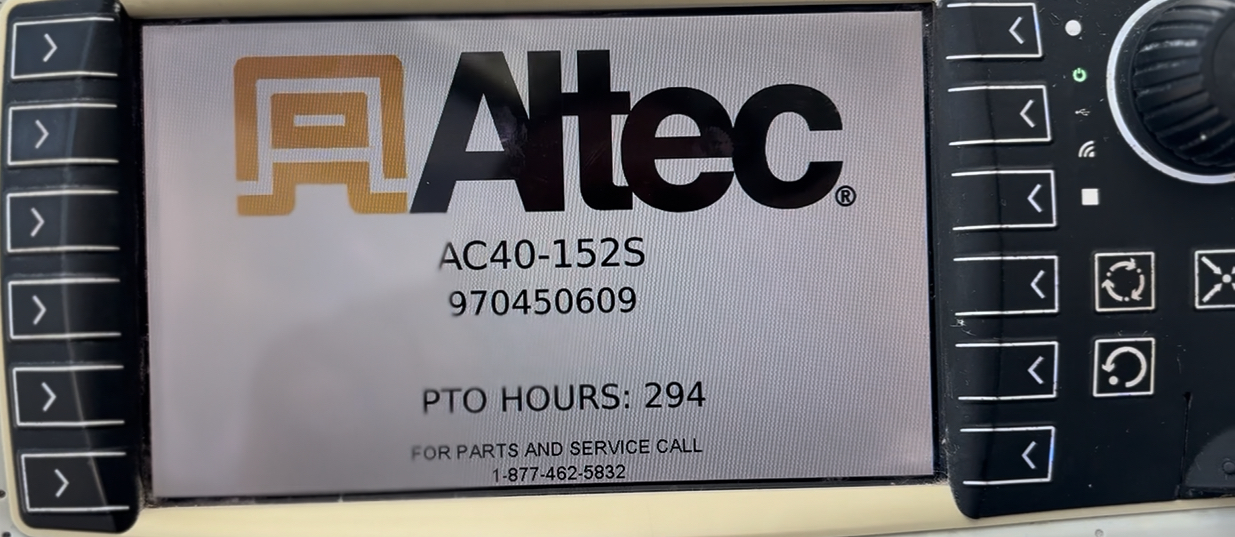 Altec®
AC40-152S
970450609
PTO HOURS: 294
FOR PARTS AND SERVICE CALL
1-877-462-5832